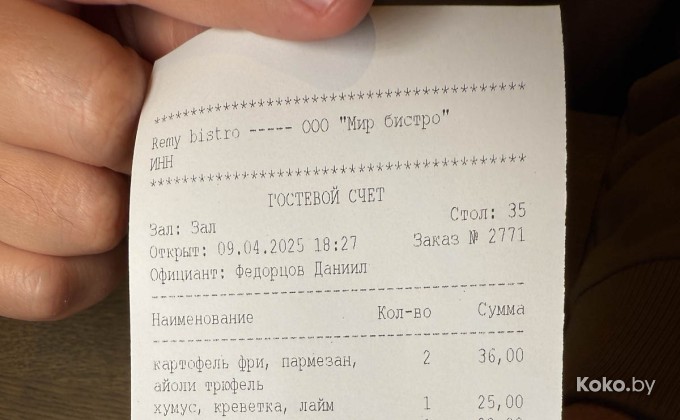 ************************************************
Remy bistro ----- ООО "Мир бистро"
ИНН
************************************************
ГОСТЕВОЙ СЧЕТ
Зал: Зал Стол: 35
Открыт: 09.04.2025 18:27 Заказ № 2771
Официант: Федорцов Даниил
------------------------------------------------
Наименование Кол-во Сумма
------------------------------------------------
картофель фри, пармезан, 2 36,00
айоли трюфель
хумус, креветка, лайм 1 25,00
Koko.by